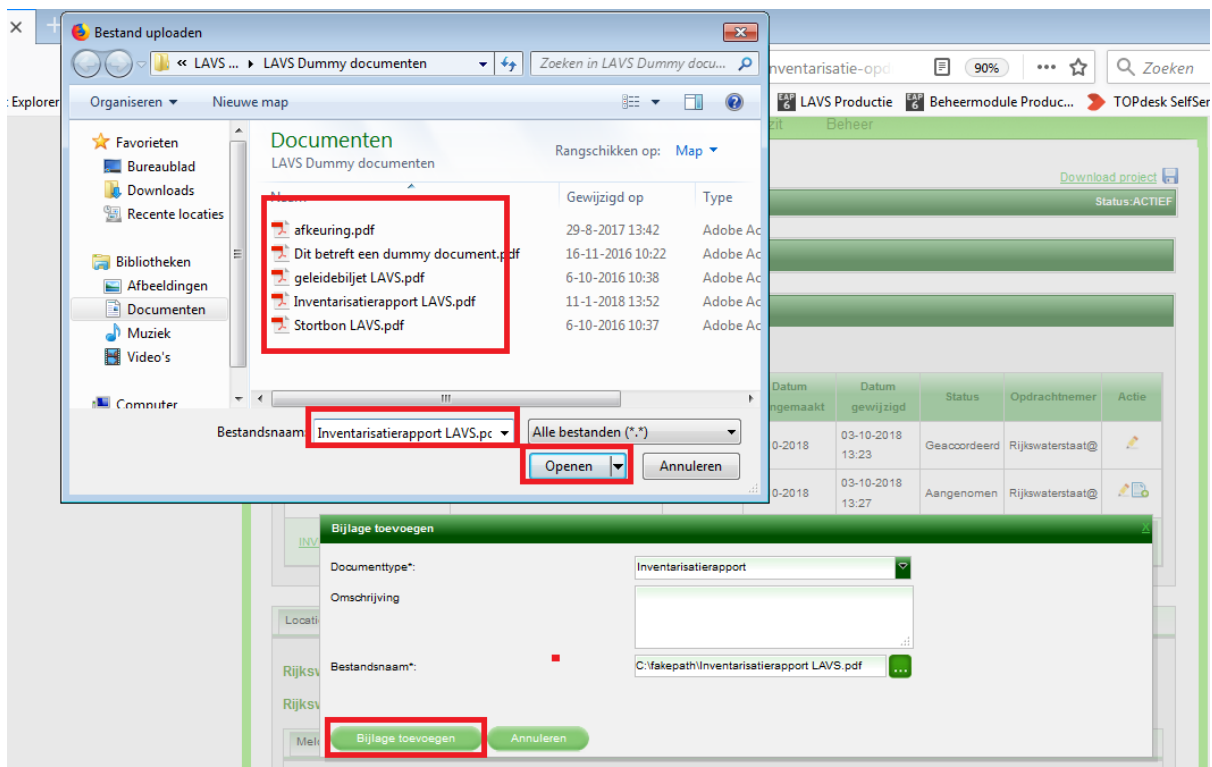 Bestand uploaden
« LAVS ... ▸ LAVS Dummy documenten
Zoeken in LAVS Dummy docu...
Organiseren
Nieuwe map
Favorieten
Bureaublad
Downloads
Recente locaties
Bibliotheken
Afbeeldingen
Documenten
Muziek
Video's
Computer
Documenten
LAVS Dummy documenten
Rangschikken op: Map
Gewijzigd op Type
afkeuring.pdf 29-8-2017 13:42 Adobe Ac
Dit betreft een dummy document.pdf 16-11-2016 10:22 Adobe Ac
geleidebiljet LAVS.pdf 6-10-2016 10:38 Adobe Ac
Inventarisatierapport LAVS.pdf 11-1-2018 13:52 Adobe Ac
Stortbon LAVS.pdf 6-10-2016 10:37 Adobe Ac
Bestandsnaam: Inventarisatierapport LAVS.pc Alle bestanden (*.*)
Openen Annuleren
Explorer
nventarisatie-opd 90% Zoeken
LAVS Productie Beheermodule Produc... TOPdesk SelfSer
zit Beheer
Download project
Status:ACTIEF
Datum
ngemaakt
Datum
gewijzigd
Status Opdrachtnemer Actie
0-2018 03-10-2018
13:23
Geaccordeerd Rijkswaterstaat@
0-2018 03-10-2018
13:27
Aangenomen Rijkswaterstaat@
INV
Locati
Rijksv
Rijksv
Meld
Bijlage toevoegen X
Documenttype*: Inventarisatierapport
Omschrijving
Bestandsnaam*: C:\fakepath\Inventarisatierapport LAVS.pdf ...
Bijlage toevoegen Annuleren